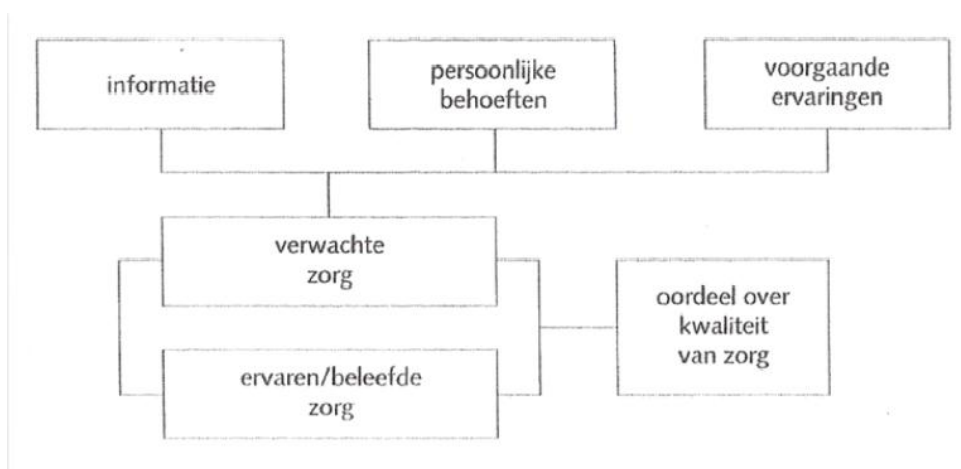 informatie
persoonlijke
behoeften
voorgaande
ervaringen
verwachte
zorg
oordeel over
kwaliteit
van zorg
ervaren/beleefde
zorg